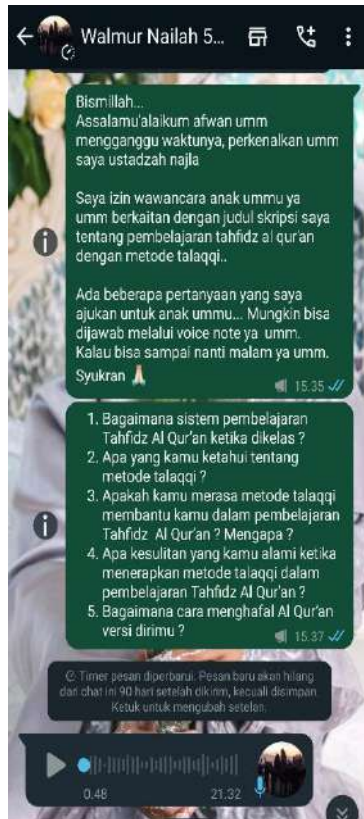 Walmur Nailah 5...
Bismillah...
Assalamu'alaikum afwan umm
mengganggu waktunya, perkenalkan umm
saya ustadzah najla
Saya izin wawancara anak ummu ya
umm berkaitan dengan judul skripsi saya
tentang pembelajaran tahfidz al qur'an
dengan metode talaqqi..
Ada beberapa pertanyaan yang saya
ajukan untuk anak ummu... Mungkin bisa
dijawab melalui voice note ya umm.
Kalau bisa sampai nanti malam ya umm.
Syukran 🙏🏻
15.35
1. Bagaimana sistem pembelajaran
Tahfidz Al Qur'an ketika dikelas ?
2. Apa yang kamu ketahui tentang
metode talaqqi ?
3. Apakah kamu merasa metode talaqqi
membantu kamu dalam pembelajaran
Tahfidz Al Qur'an ? Mengapa ?
4. Apa kesulitan yang kamu alami ketika
menerapkan metode talaqqi dalam
pembelajaran Tahfidz Al Qur'an ?
5. Bagaimana cara menghafal Al Qur'an
versi dirimu ?
15.37
Timer pesan diperbarui. Pesan baru akan hilang
dari chat ini 90 hari setelah dikirim, kecuali disimpan.
Ketuk untuk mengubah setelan.
0.48
21.32